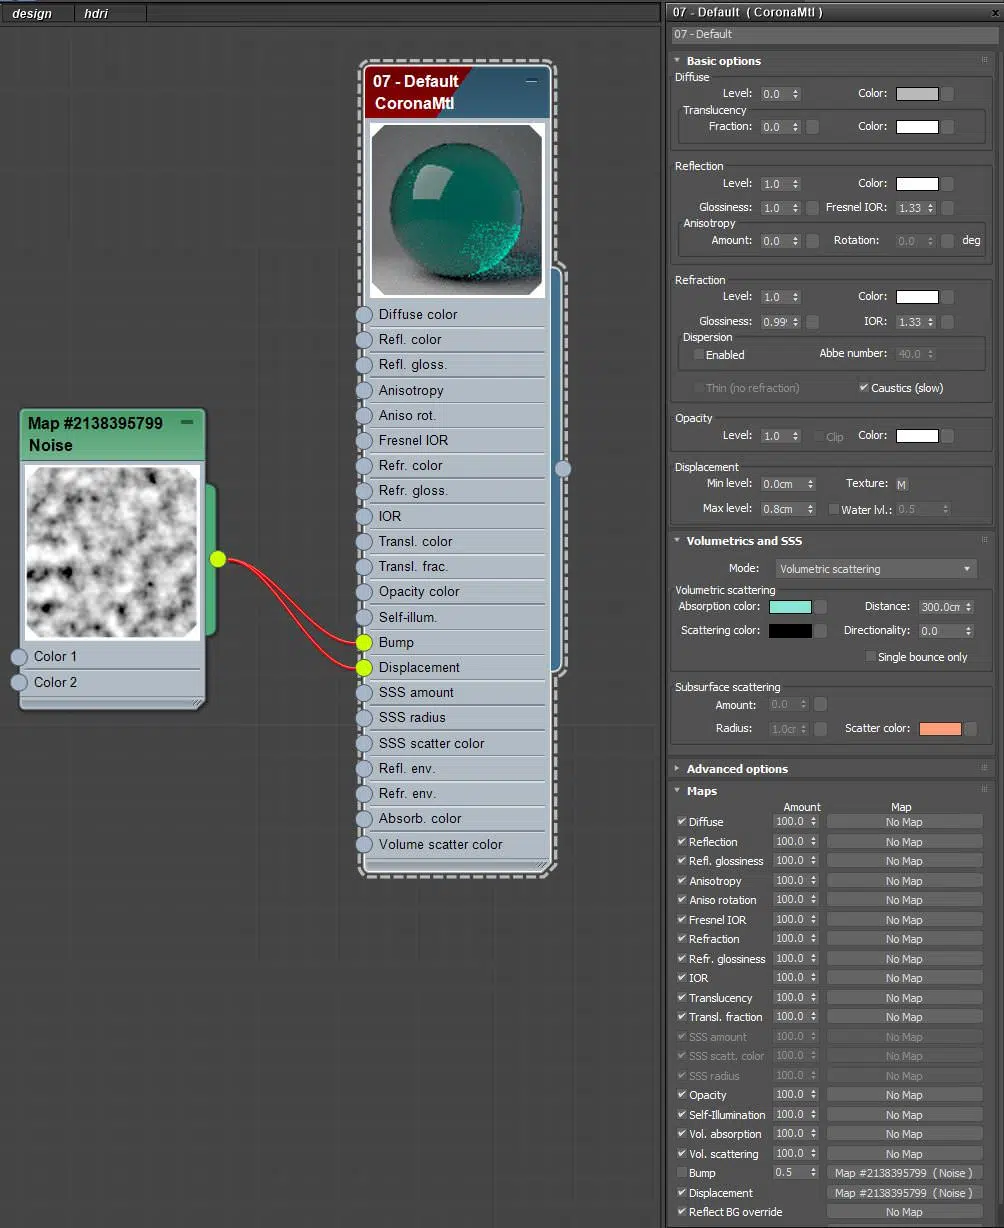 design hdri
07 - Default
CoronaMtl
Diffuse color
Refl. color
Refl. gloss.
Anisotropy
Aniso rot.
Fresnel IOR
Refr. color
Refr. gloss.
IOR
Transl. color
Transl. frac.
Opacity color
Self-illum.
Bump
Displacement
SSS amount
SSS radius
SSS scatter color
Refl. env.
Refr. env.
Absorb. color
Volume scatter color
Map #2138395799
Noise
Color 1
Color 2
07 - Default ( CoronaMtl )
07 - Default
Basic options
Diffuse
Level: 0.0 Color:
Translucency
Fraction: 0.0 Color:
Reflection
Level: 1.0 Color:
Glossiness: 1.0 Fresnel IOR: 1.33
Anisotropy
Amount: 0.0 Rotation: 0.0 deg
Refraction
Level: 1.0 Color:
Glossiness: 0.99 IOR: 1.33
Dispersion
Enabled Abbe number: 40.0
Thin (no refraction) Caustics (slow)
Opacity
Level: 1.0 Clip Color:
Displacement
Min level: 0.0cm Texture: M
Max level: 0.8cm Water lvl.: 0.5
Volumetrics and SSS
Mode: Volumetric scattering
Volumetric scattering
Absorption color: Distance: 300.0cm
Scattering color: Directionality: 0.0
Single bounce only
Subsurface scattering
Amount: 0.0
Radius: 1.0cr Scatter color:
Advanced options
Maps
Amount Map
Diffuse 100.0 No Map
Reflection 100.0 No Map
Refl. glossiness 100.0 No Map
Anisotropy 100.0 No Map
Aniso rotation 100.0 No Map
Fresnel IOR 100.0 No Map
Refraction 100.0 No Map
Refr. glossiness 100.0 No Map
IOR 100.0 No Map
Translucency 100.0 No Map
Transl. fraction 100.0 No Map
SSS amount 100.0 No Map
SSS scatt. color 100.0 No Map
SSS radius 100.0 No Map
Opacity 100.0 No Map
Self-Illumination 100.0 No Map
Vol. absorption 100.0 No Map
Vol. scattering 100.0 No Map
Bump 0.5 Map #2138395799 ( Noise )
Displacement Map #2138395799 ( Noise )
Reflect BG override No Map